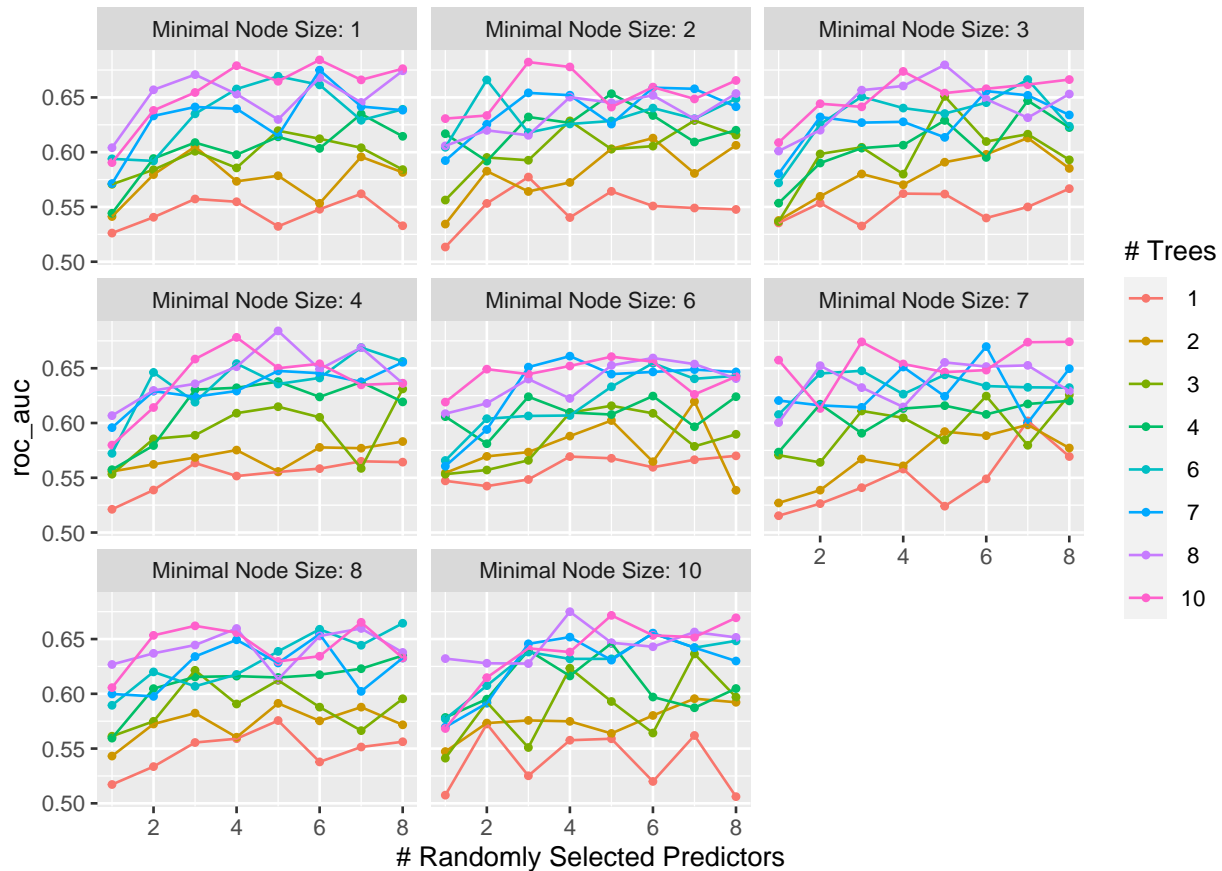 Minimal Node Size: 1
Minimal Node Size: 2
Minimal Node Size: 3
0.65
0.60
0.55
0.50
Minimal Node Size: 4
Minimal Node Size: 6
Minimal Node Size: 7
0.65
0.60
0.55
0.50
2 4 6 8
Minimal Node Size: 8
Minimal Node Size: 10
0.65
0.60
0.55
0.50
2 4 6 8
2 4 6 8
# Randomly Selected Predictors
roc_auc
# Trees
1
2
3
4
6
7
8
10